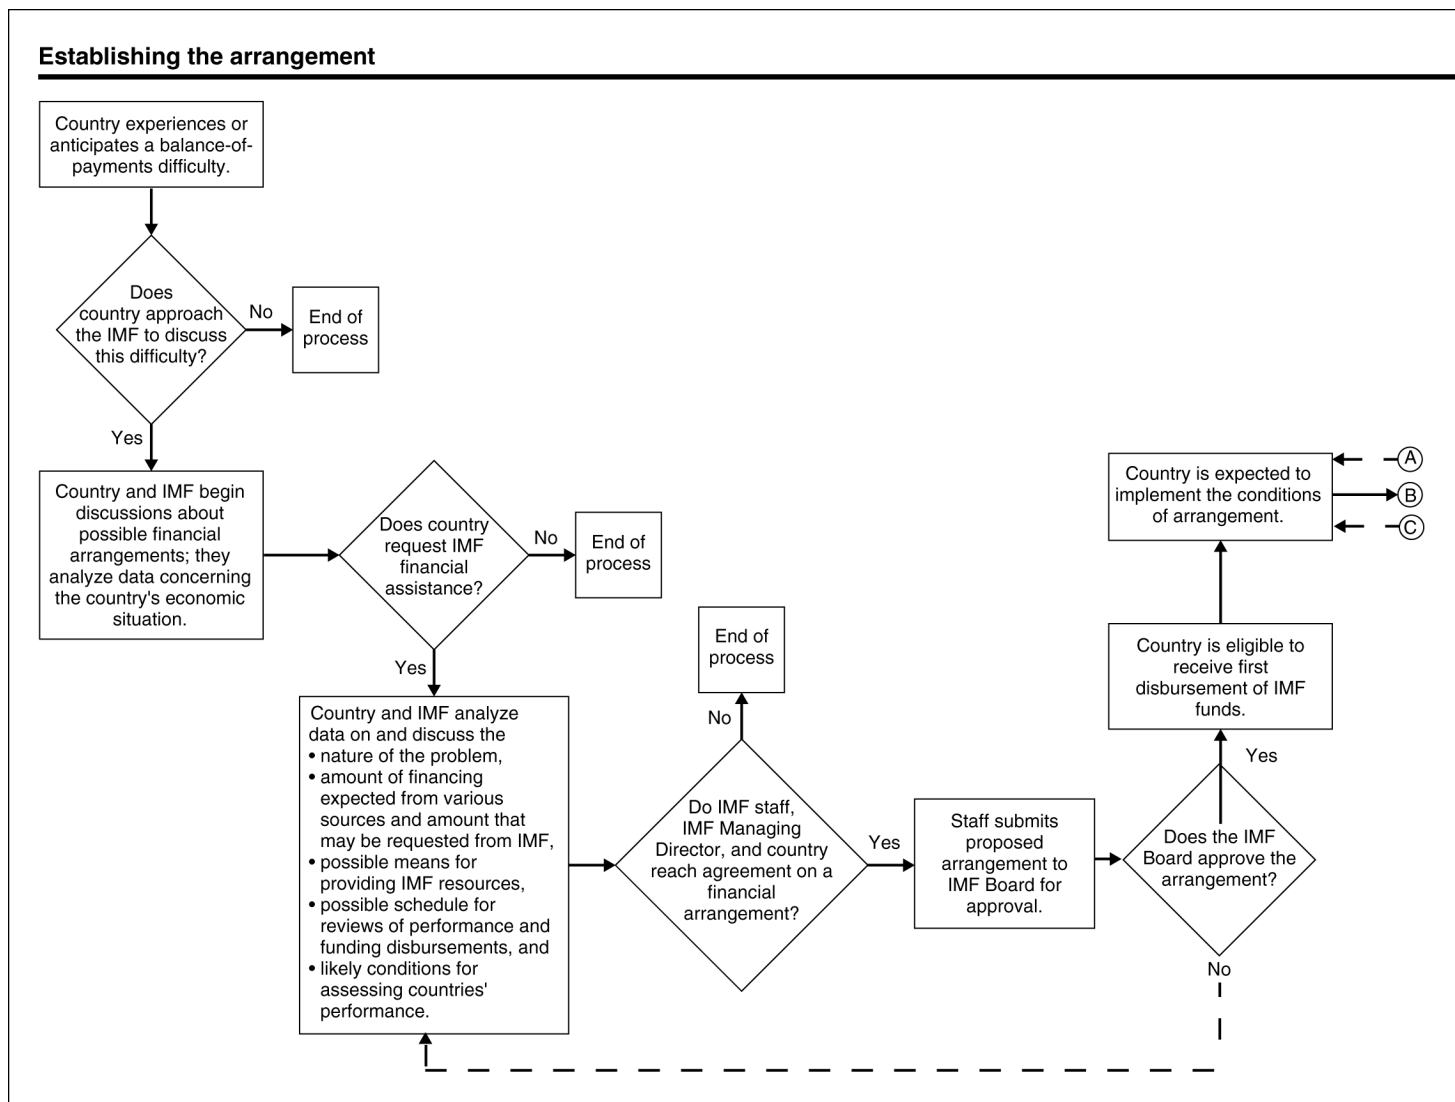 Establishing the arrangement
Country experiences or
anticipates a balance-of-
payments difficulty.
Does
country approach
the IMF to discuss
this difficulty?
No
End of
process
Yes
Country and IMF begin
discussions about
possible financial
arrangements; they
analyze data concerning
the country's economic
situation.
Does country
request IMF
financial
assistance?
No
End of
process
Yes
Country and IMF analyze
data on and discuss the
• nature of the problem,
• amount of financing
expected from various
sources and amount that
may be requested from IMF,
• possible means for
providing IMF resources,
• possible schedule for
reviews of performance and
funding disbursements, and
• likely conditions for
assessing countries'
performance.
End of
process
No
Do IMF staff,
IMF Managing
Director, and country
reach agreement on a
financial
arrangement?
Yes
Staff submits
proposed
arrangement to
IMF Board for
approval.
Does the IMF
Board approve the
arrangement?
No
Yes
Country is eligible to
receive first
disbursement of IMF
funds.
Country is expected to
implement the conditions
of arrangement.
A
B
C